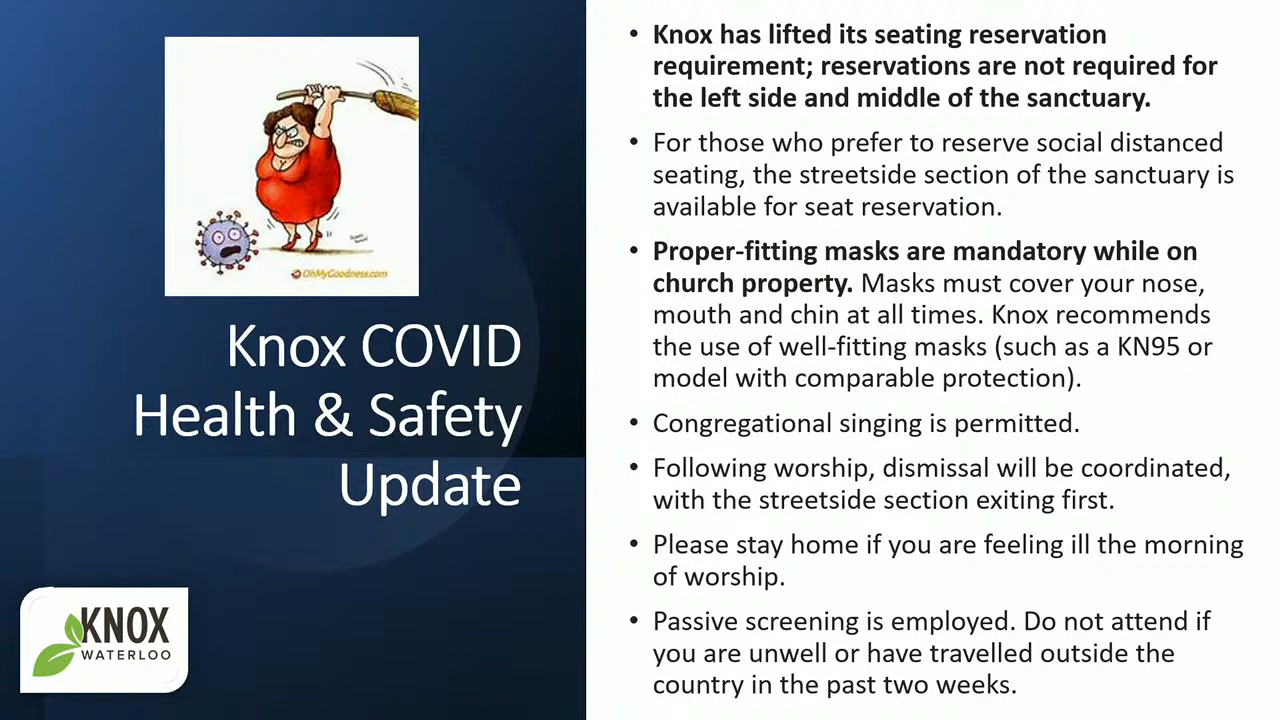 OhMyGoodness.com
Knox COVID
Health & Safety
Update
KNOX
WATERLOO
• Knox has lifted its seating reservation
requirement; reservations are not required for
the left side and middle of the sanctuary.
• For those who prefer to reserve social distanced
seating, the streetside section of the sanctuary is
available for seat reservation.
• Proper-fitting masks are mandatory while on
church property. Masks must cover your nose,
mouth and chin at all times. Knox recommends
the use of well-fitting masks (such as a KN95 or
model with comparable protection).
• Congregational singing is permitted.
• Following worship, dismissal will be coordinated,
with the streetside section exiting first.
• Please stay home if you are feeling ill the morning
of worship.
• Passive screening is employed. Do not attend if
you are unwell or have travelled outside the
country in the past two weeks.